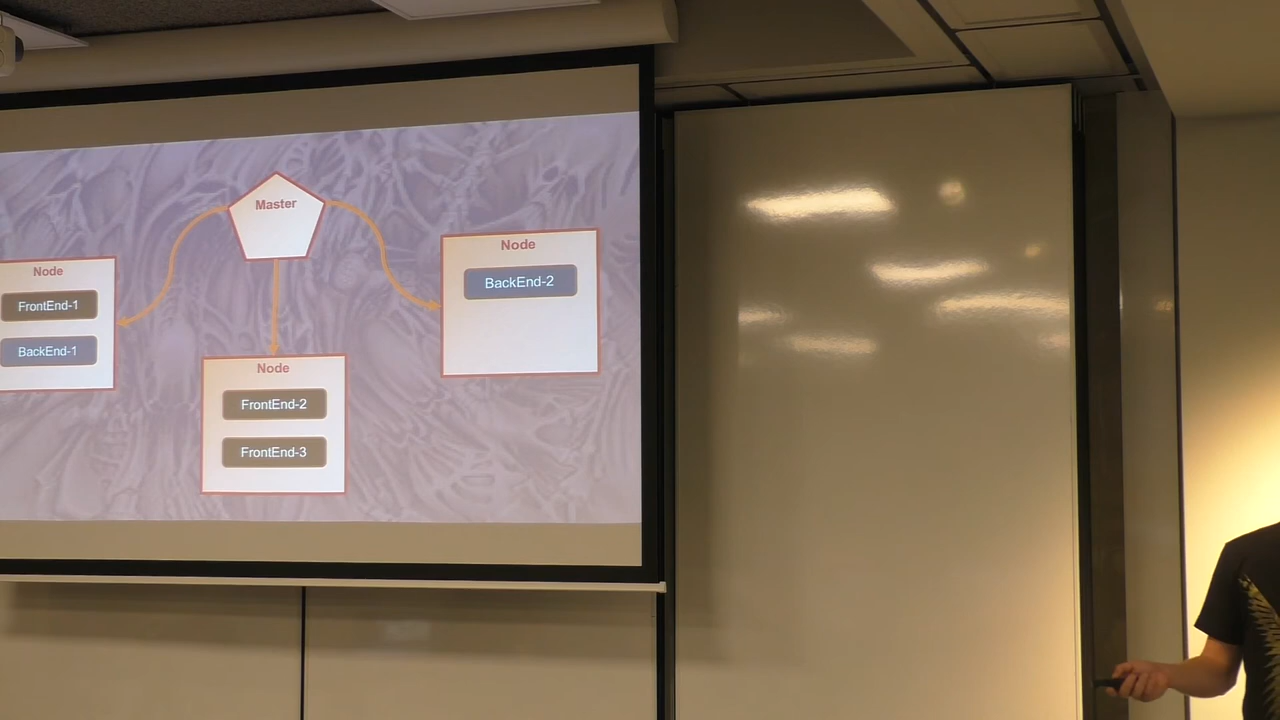 Master
Node
FrontEnd-1
BackEnd-1
Node
FrontEnd-2
FrontEnd-3
Node
BackEnd-2